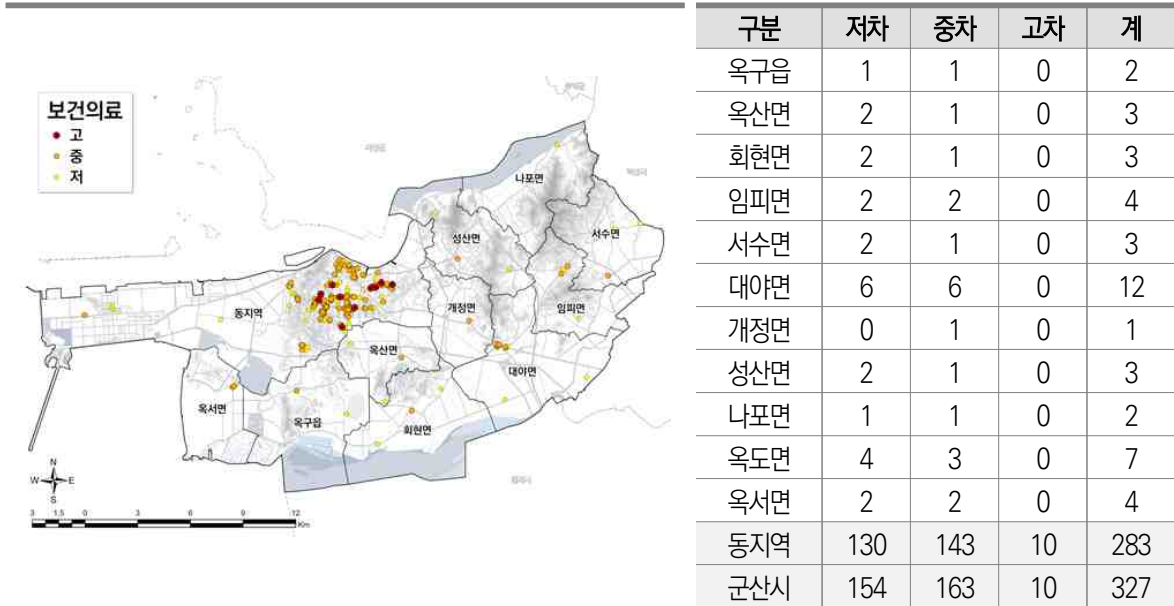 보건의료
고
중
저
나포면
성산면
서수면
동지역
개정면
임피면
옥산면
대야면
옥서면
옥구읍
회현면
N
W E
S
3 1.5 0 3 6 9 12
Km
구분 저차 중차 고차 계
옥구읍 1 1 0 2
옥산면 2 1 0 3
회현면 2 1 0 3
임피면 2 2 0 4
서수면 2 1 0 3
대야면 6 6 0 12
개정면 0 1 0 1
성산면 2 1 0 3
나포면 1 1 0 2
옥도면 4 3 0 7
옥서면 2 2 0 4
동지역 130 143 10 283
군산시 154 163 10 327